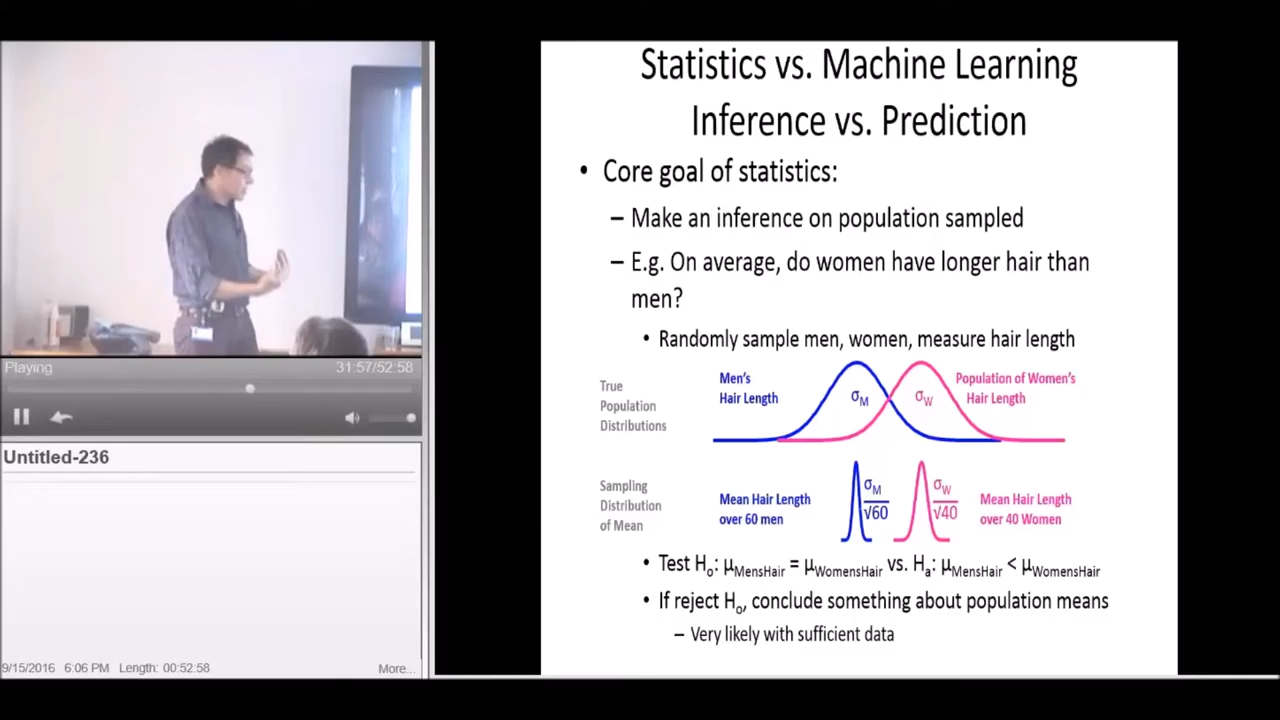 Statistics vs. Machine Learning
Inference vs. Prediction
• Core goal of statistics:
– Make an inference on population sampled
– E.g. On average, do women have longer hair than
men?
• Randomly sample men, women, measure hair length
True
Population
Distributions
Men's
Hair Length
σM
σW
Population of Women's
Hair Length
Sampling
Distribution
of Mean
Mean Hair Length
over 60 men
σM
√60
σW
√40
Mean Hair Length
over 40 Women
• Test Ho: μMensHair = μWomensHair vs. Ha: μMensHair < μWomensHair
• If reject Ho, conclude something about population means
– Very likely with sufficient data
Playing
31:57/52:58
Untitled-236
9/15/2016 6:06 PM Length: 00:52:58
More...